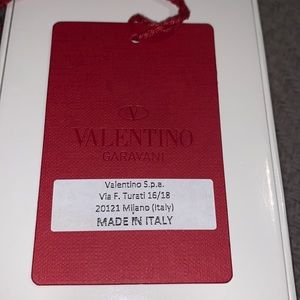 VALENTINO
GARAVANI
Valentino S.p.a.
Via F. Turati 16/18
20121 Milano (Italy)
MADE IN ITALY